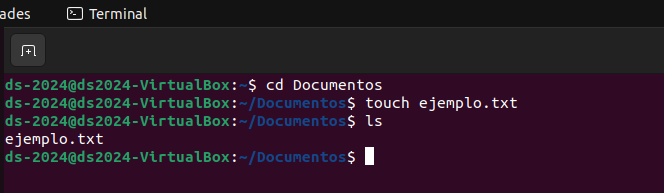 ades Terminal
ds-2024@ds2024-VirtualBox:~$ cd Documentos
ds-2024@ds2024-VirtualBox:~/Documentos$ touch ejemplo.txt
ds-2024@ds2024-VirtualBox:~/Documentos$ ls
ejemplo.txt
ds-2024@ds2024-VirtualBox:~/Documentos$